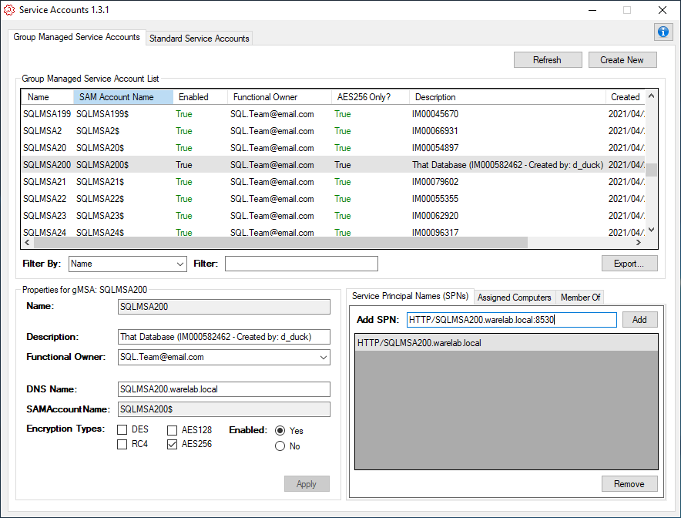 Service Accounts 1.3.1
Group Managed Service Accounts Standard Service Accounts
Refresh Create New
Group Managed Service Account List
Name SAM Account Name Enabled Functional Owner AES256 Only? Description Created
SQLMSA199 SQLMSA199$ True SQL.Team@email.com True IM00045670 2021/04/
SQLMSA2 SQLMSA2$ True SQL.Team@email.com True IM00066931 2021/04/
SQLMSA20 SQLMSA20$ True SQL.Team@email.com True IM00054897 2021/04/
SQLMSA200 SQLMSA200$ True SQL.Team@email.com True That Database (IM000582462 - Created by: d_duck) 2021/04/
SQLMSA21 SQLMSA21$ True SQL.Team@email.com True IM00079602 2021/04/
SQLMSA22 SQLMSA22$ True SQL.Team@email.com True IM00055355 2021/04/
SQLMSA23 SQLMSA23$ True SQL.Team@email.com True IM00062920 2021/04/
SQLMSA24 SQLMSA24$ True SQL.Team@email.com True IM00096317 2021/04/
Filter By: Name Filter: Export...
Properties for gMSA: SQLMSA200
Name: SQLMSA200
Description: That Database (IM000582462 - Created by: d_duck)
Functional Owner: SQL.Team@email.com
DNS Name: SQLMSA200.warelab.local
SAMAccountName: SQLMSA200$
Encryption Types: DES AES128 Enabled: Yes
RC4 AES256 No
Apply
Service Principal Names (SPNs) Assigned Computers Member Of
Add SPN: HTTP/SQLMSA200.warelab.local:8530 Add
HTTP/SQLMSA200.warelab.local
Remove